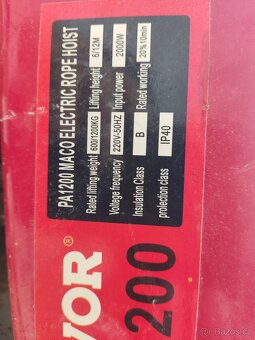 PA1200 MACO ELECTRIC ROPE HOIST
Rated lifting weight 600/1200KG Lifting height 6/12M
Voltage frequency 220V-50HZ Input power 2000W
Insulation Class B Rated working 20%10min
protection class IP40
VOR®
200